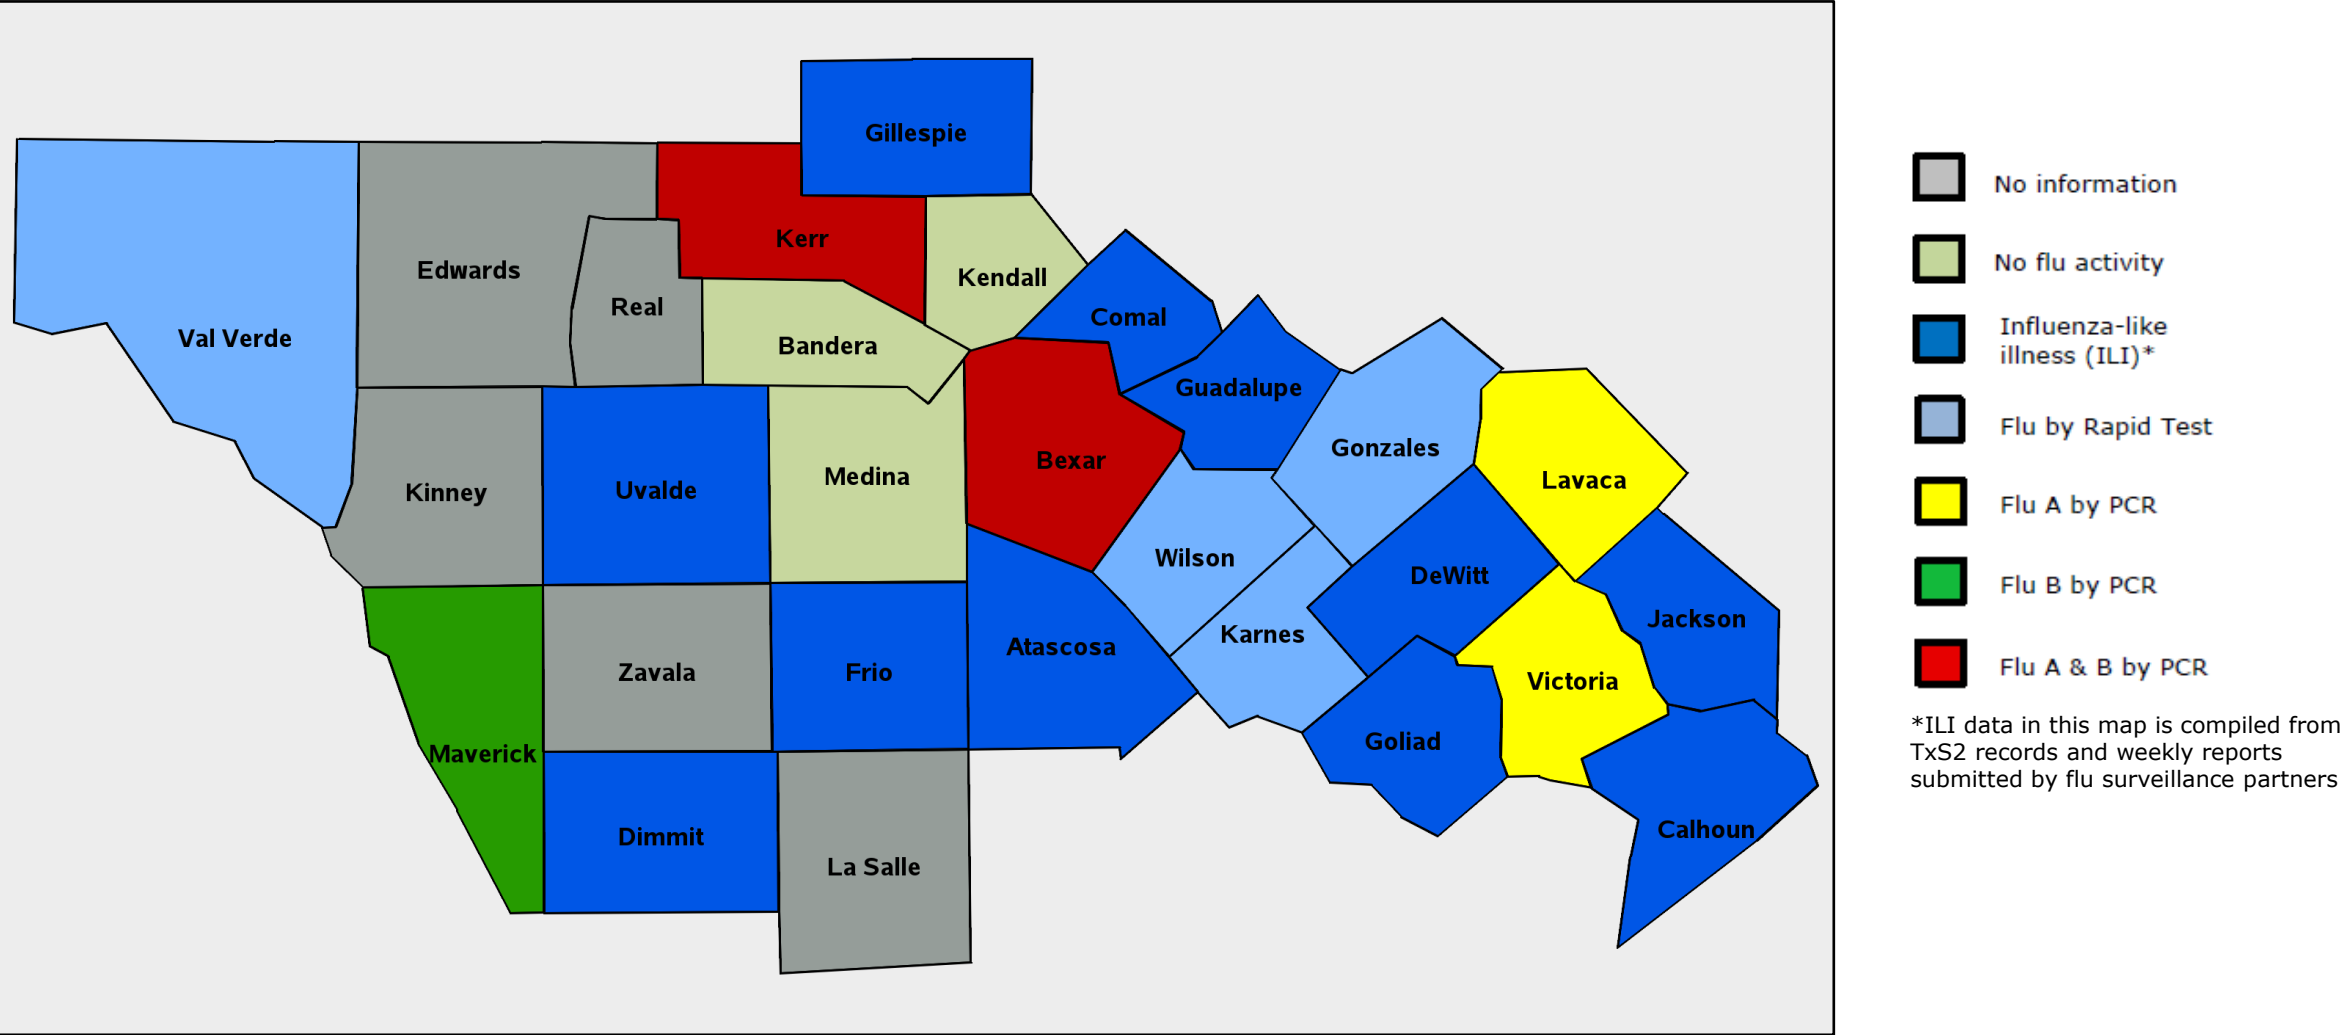 Gillespie
Kerr
Edwards
Kendall
Real
Comal
Val Verde
Bandera
Guadalupe
Gonzales
Bexar
Medina
Lavaca
Uvalde
Kinney
Wilson
DeWitt
Jackson
Karnes
Atascosa
Zavala
Frio
Victoria
Goliad
Maverick
Calhoun
Dimmit
La Salle
No information
No flu activity
Influenza-like
illness (ILI)*
Flu by Rapid Test
Flu A by PCR
Flu B by PCR
Flu A & B by PCR
*ILI data in this map is compiled from
TxS2 records and weekly reports
submitted by flu surveillance partners